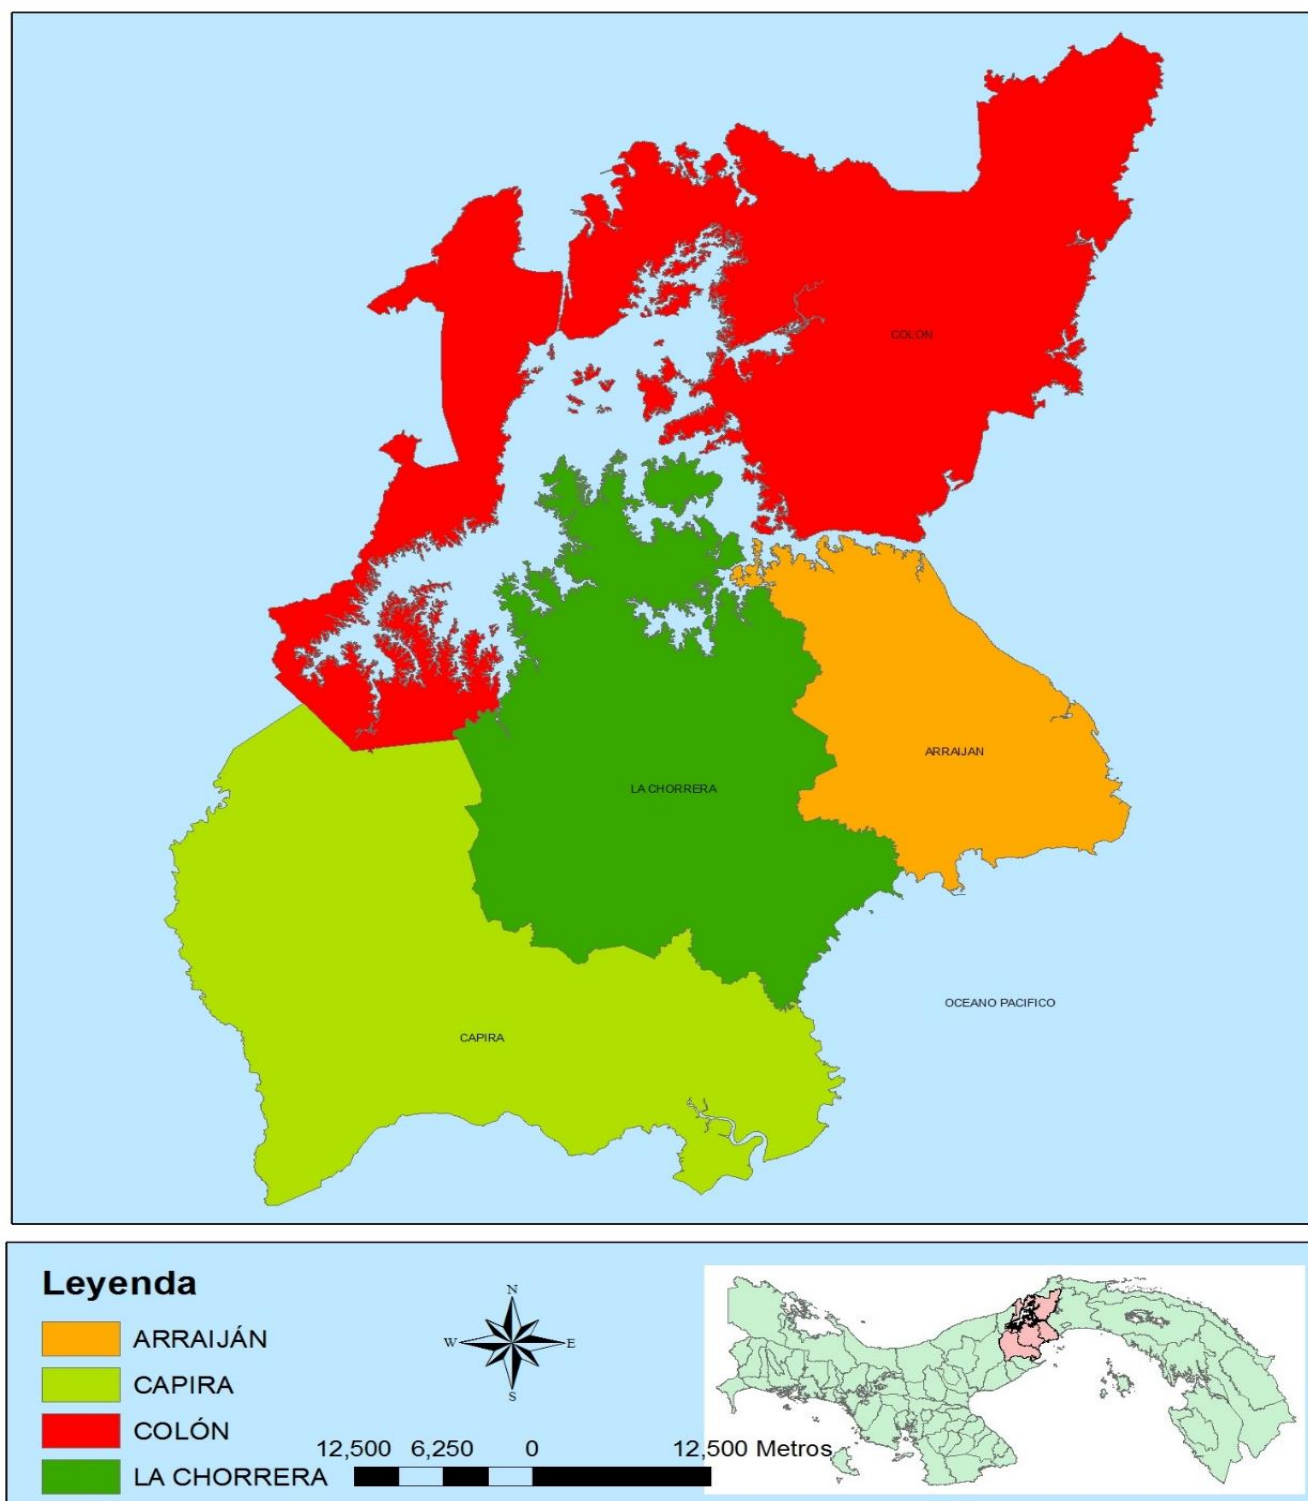 COLON
ARRAIJAN
LA CHORRERA
OCEANO PACIFICO
CAPIRA
Leyenda
ARRAIJÁN
CAPIRA
COLÓN
LA CHORRERA
N
W E
S
12,500 6,250 0 12,500 Metros